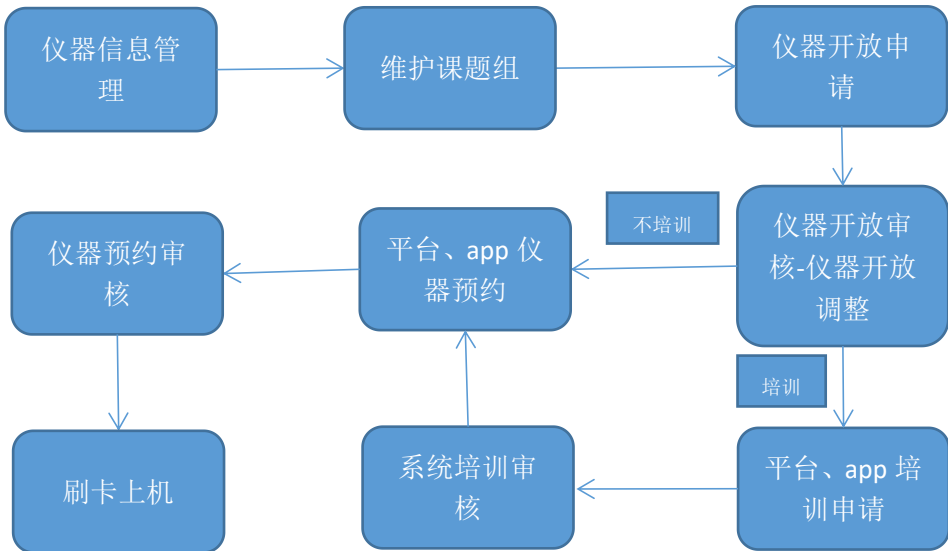 仪器信息管
理
维护课题组
仪器开放申
请
仪器开放审
核-仪器开放
调整
不培训
平台、app 仪
器预约
仪器预约审
核
刷卡上机
培训
平台、app 培
训申请
系统培训审
核